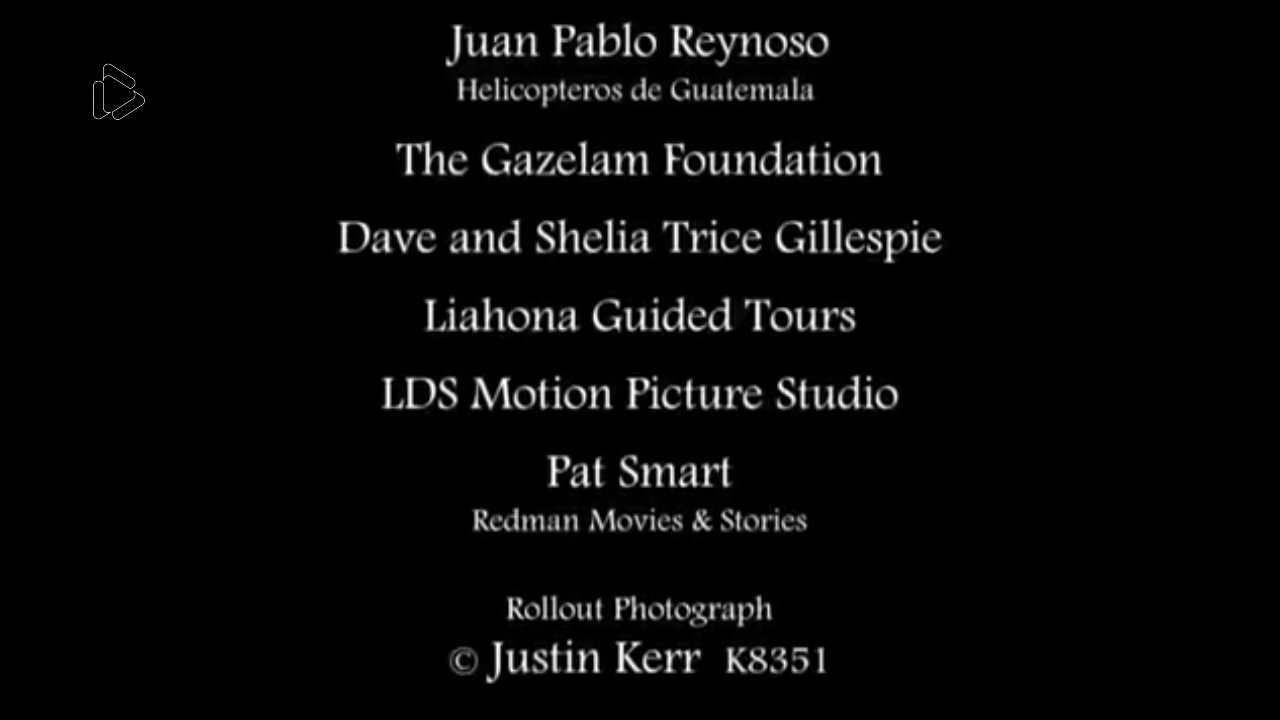 Juan Pablo Reynoso
Helicopteros de Guatemala
The Gazelam Foundation
Dave and Shelia Trice Gillespie
Liahona Guided Tours
LDS Motion Picture Studio
Pat Smart
Redman Movies & Stories
Rollout Photograph
© Justin Kerr K8351